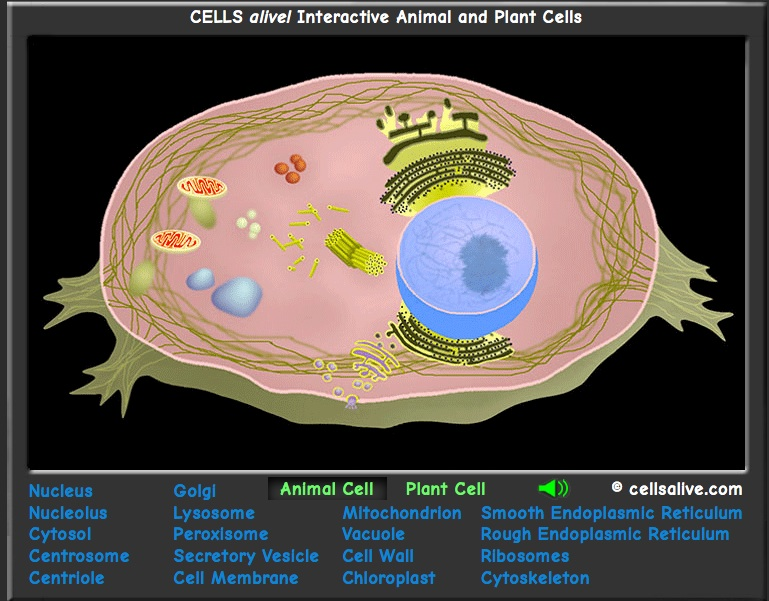 CELLS alive! Interactive Animal and Plant Cells
Animal Cell Plant Cell © cellsalive.com
Nucleus Golgi
Nucleolus Lysosome Mitochondrion Smooth Endoplasmic Reticulum
Cytosol Peroxisome Vacuole Rough Endoplasmic Reticulum
Centrosome Secretory Vesicle Cell Wall Ribosomes
Centriole Cell Membrane Chloroplast Cytoskeleton